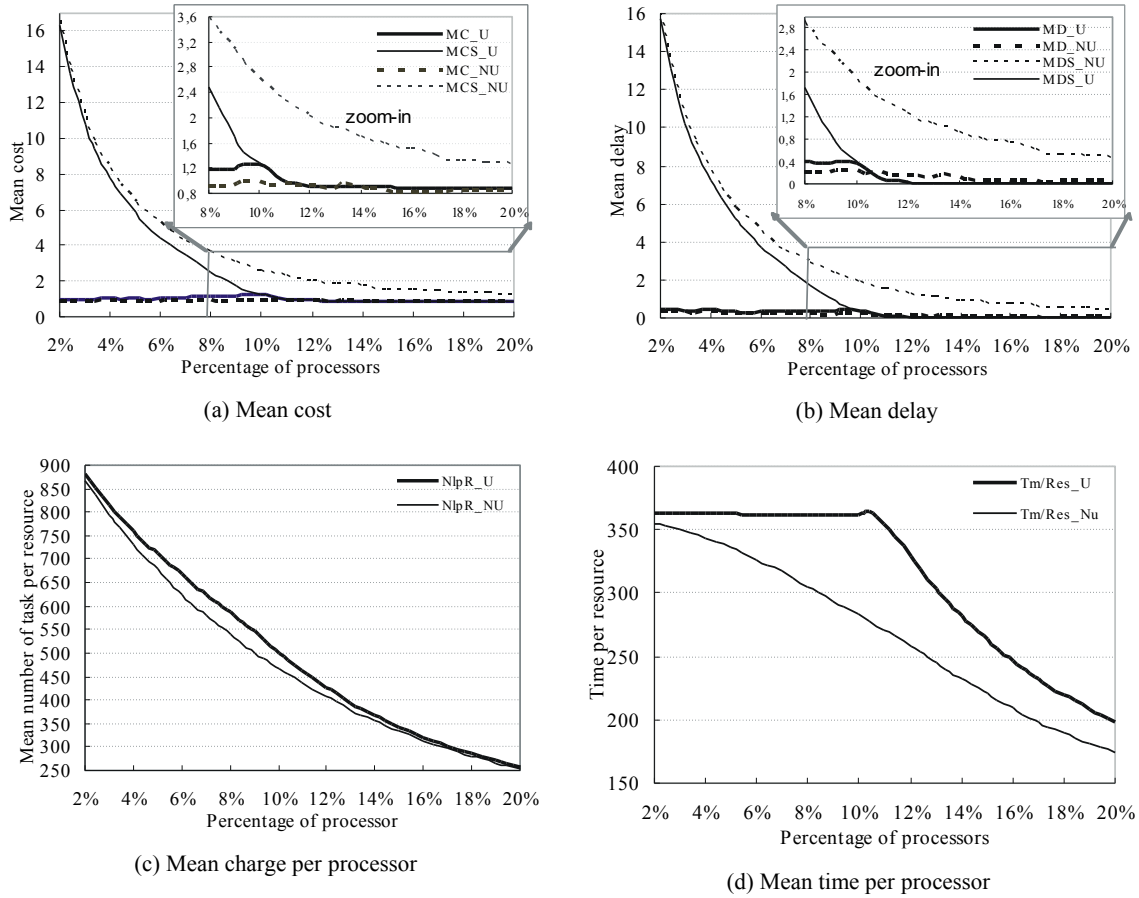 16
14
12
10
8
6
4
2
0
Mean cost
3,6
3,2
2,8
2,4
2
1,6
1,2
0,8
MC_U
MCS_U
MC_NU
MCS_NU
zoom-in
8% 10% 12% 14% 16% 18% 20%
2% 4% 6% 8% 10% 12% 14% 16% 18% 20%
Percentage of processors
(a) Mean cost
16
14
12
10
8
6
4
2
0
Mean delay
2,8
2,4
2
1,6
1,2
0,8
0,4
0
MD_U
MD_NU
MDS_NU
MDS_U
zoom-in
8% 10% 12% 14% 16% 18% 20%
2% 4% 6% 8% 10% 12% 14% 16% 18% 20%
Percentage of processors
(b) Mean delay
900
850
800
750
700
650
600
550
500
450
400
350
300
250
Mean number of task per resource
NlpR_U
NlpR_NU
2% 4% 6% 8% 10% 12% 14% 16% 18% 20%
Percentage of processor
(c) Mean charge per processor
400
350
300
250
200
150
Time per resource
Tm/Res_U
Tm/Res_Nu
2% 4% 6% 8% 10% 12% 14% 16% 18% 20%
Percentage of processors
(d) Mean time per processor